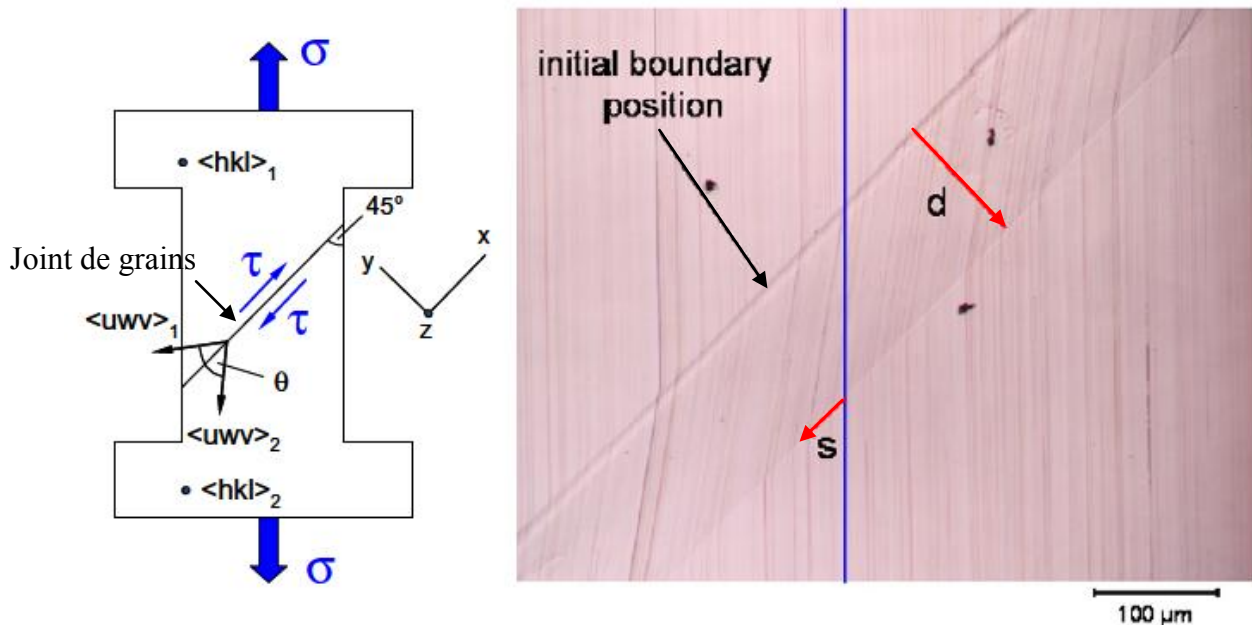 σ
<hkl>₁
45°
Joint de grains
τ
τ
x
y
z
<uwv>₁
θ
<uwv>₂
<hkl>₂
σ
initial boundary
position
d
s
100 µm